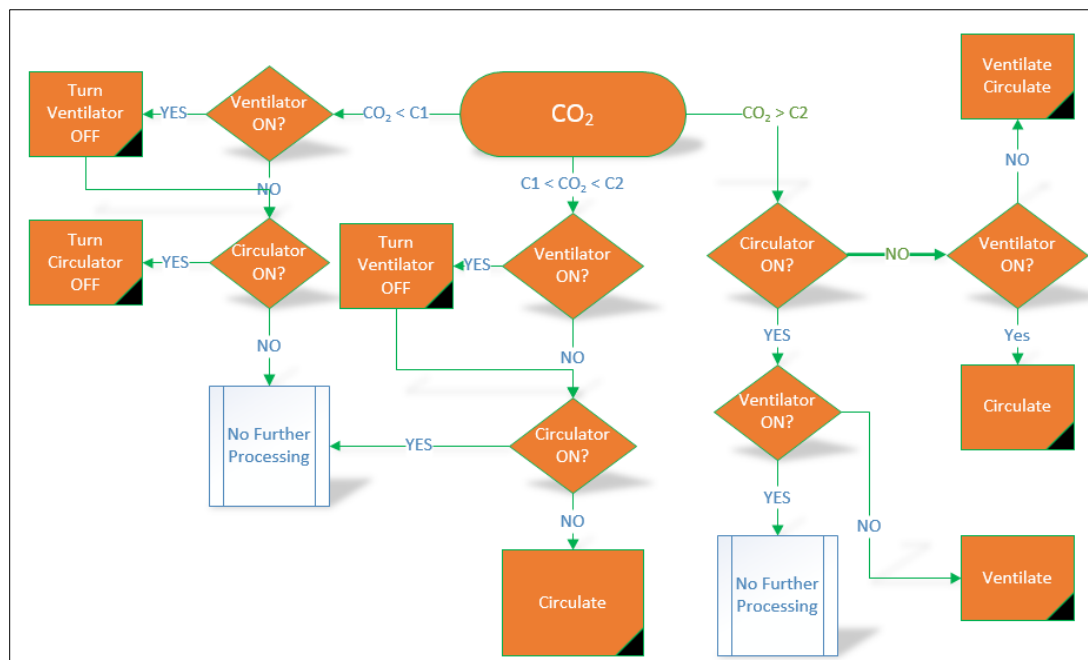 CO₂
CO₂ < C1
Ventilator
ON?
YES
Turn
Ventilator
OFF
NO
Circulator
ON?
YES
Turn
Circulator
OFF
NO
No Further
Processing
C1 < CO₂ < C2
Ventilator
ON?
YES
Turn
Ventilator
OFF
NO
Circulator
ON?
YES
NO
Circulate
CO₂ > C2
Circulator
ON?
NO
Ventilator
ON?
NO
Ventilate
Circulate
Yes
Circulate
YES
Ventilator
ON?
YES
No Further
Processing
NO
Ventilate